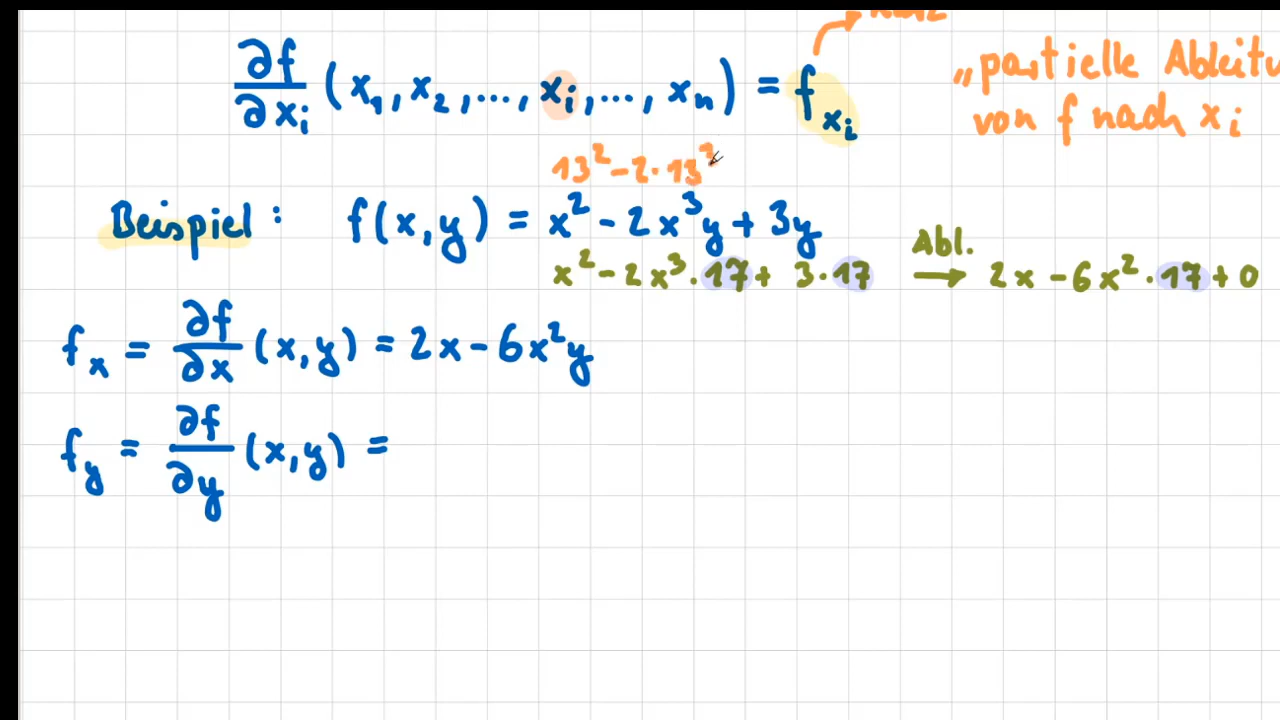 ∂f/∂xᵢ (x₁, x₂, ..., xᵢ, ..., xₙ) = f_xᵢ
„partielle Ableitu
von f nach xᵢ
13² - 2 · 13³
Beispiel: f(x,y) = x² - 2x³y + 3y
x² - 2x³ · 17 + 3 · 17 Abl. → 2x - 6x² · 17 + 0
f_x = ∂f/∂x (x,y) = 2x - 6x²y
f_y = ∂f/∂y (x,y) =